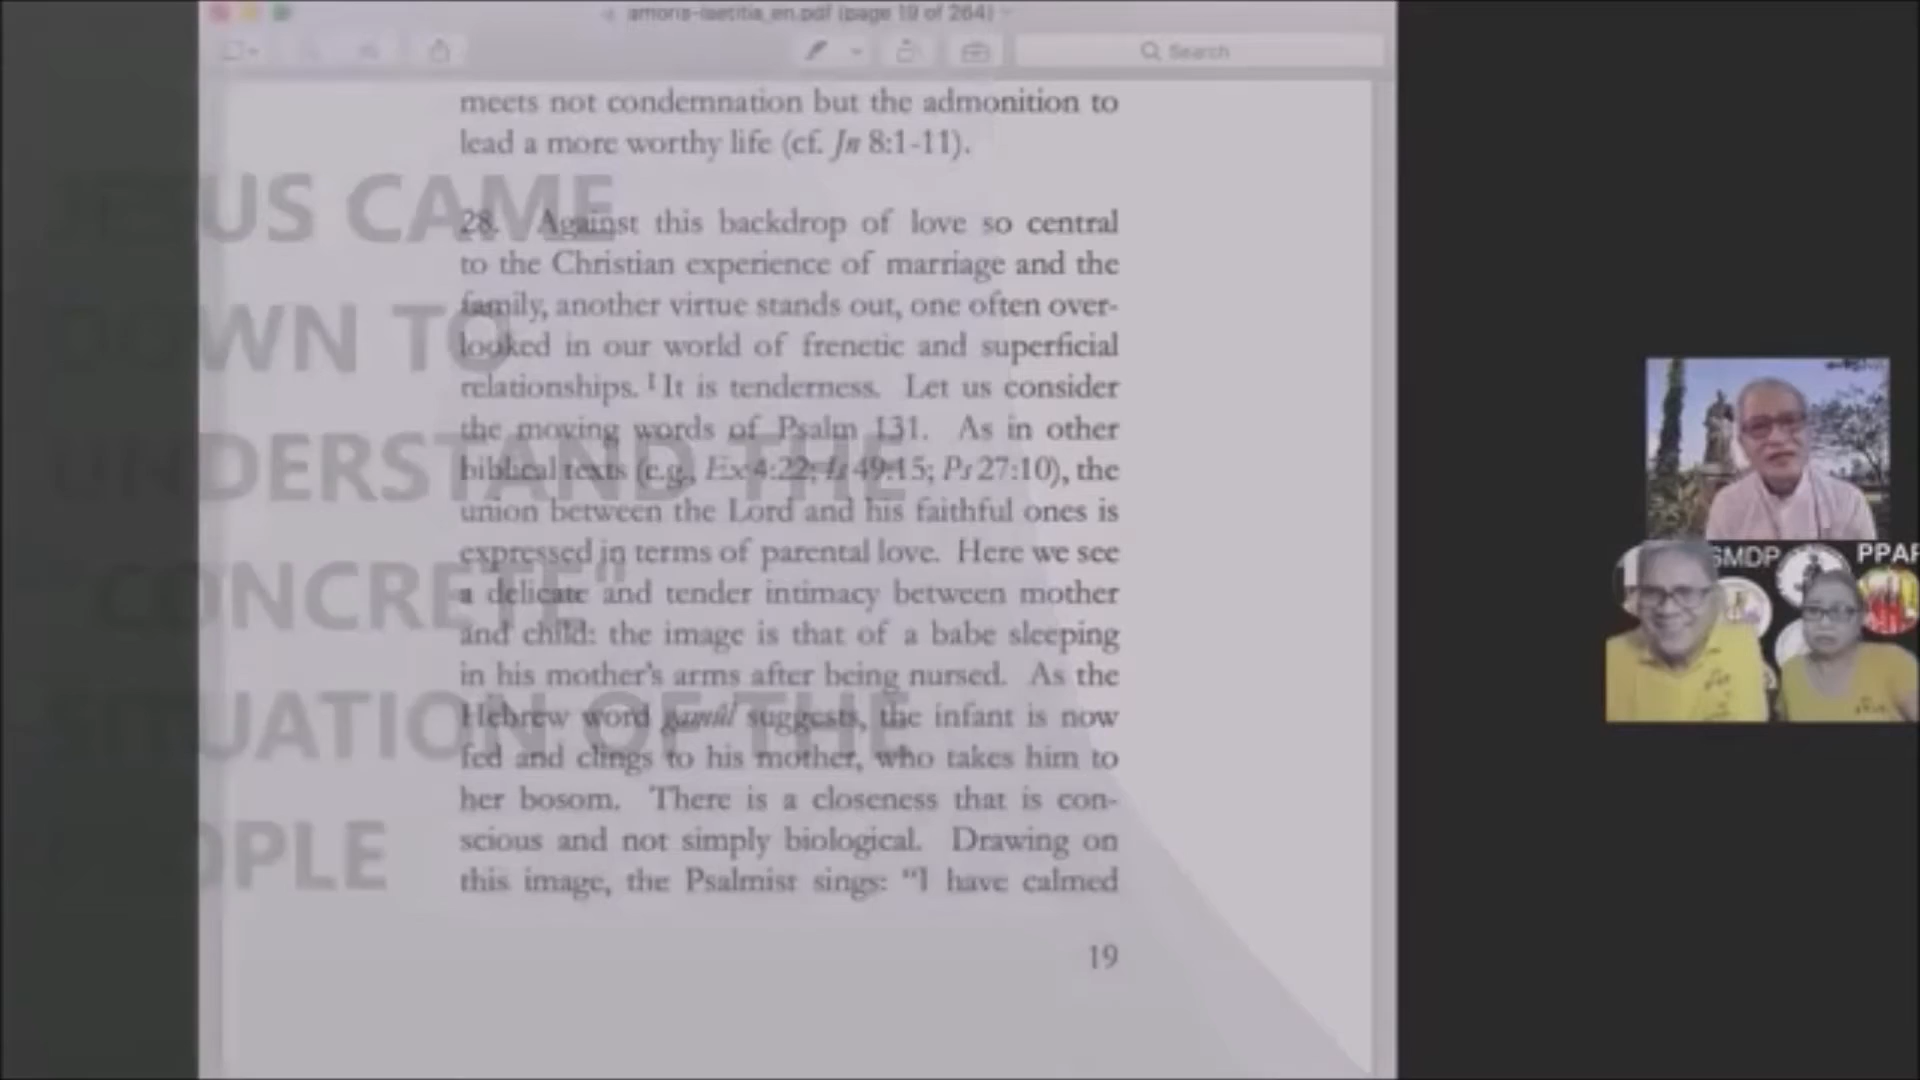 amoris-laetitia_en.pdf (page 19 of 264)
Search
meets not condemnation but the admonition to
lead a more worthy life (cf. Jn 8:1-11).
28. Against this backdrop of love so central
to the Christian experience of marriage and the
family, another virtue stands out, one often over-
looked in our world of frenetic and superficial
relationships. It is tenderness. Let us consider
the moving words of Psalm 131. As in other
biblical texts (e.g., Ex 4:22; Is 49:15; Ps 27:10), the
union between the Lord and his faithful ones is
expressed in terms of parental love. Here we see
a delicate and tender intimacy between mother
and child: the image is that of a babe sleeping
in his mother's arms after being nursed. As the
Hebrew word gamûl suggests, the infant is now
fed and clings to his mother, who takes him to
her bosom. There is a closeness that is con-
scious and not simply biological. Drawing on
this image, the Psalmist sings: “I have calmed
19
JESUS CAME
DOWN TO
UNDERSTAND THE
"CONCRETE"
SITUATION OF THE
PEOPLE
SMDP
PPAF